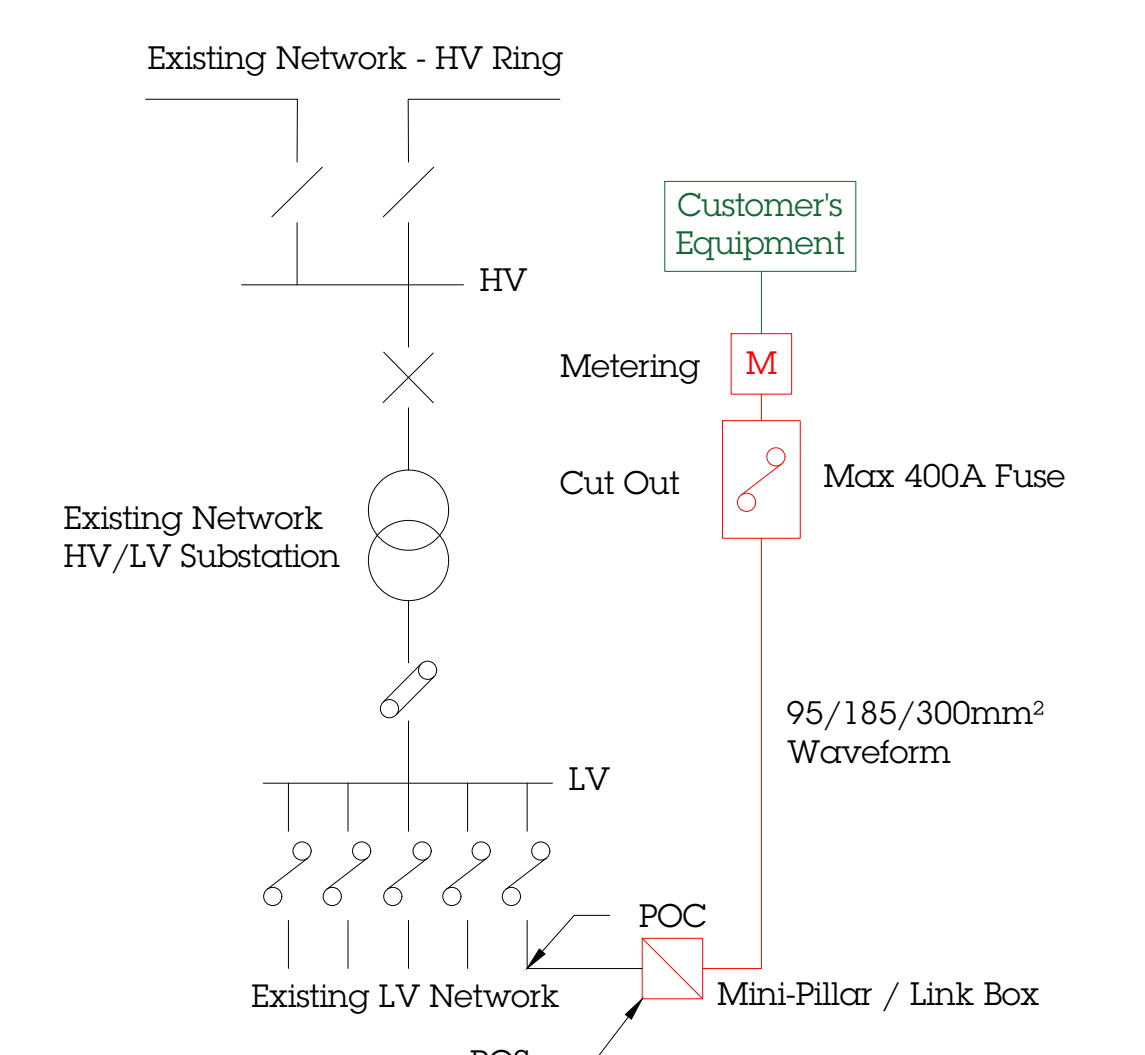 Existing Network - HV Ring
Customer's
Equipment
HV
Metering
M
Cut Out
Max 400A Fuse
Existing Network
HV/LV Substation
95/185/300mm²
Waveform
LV
POC
Existing LV Network
Mini-Pillar / Link Box
POS